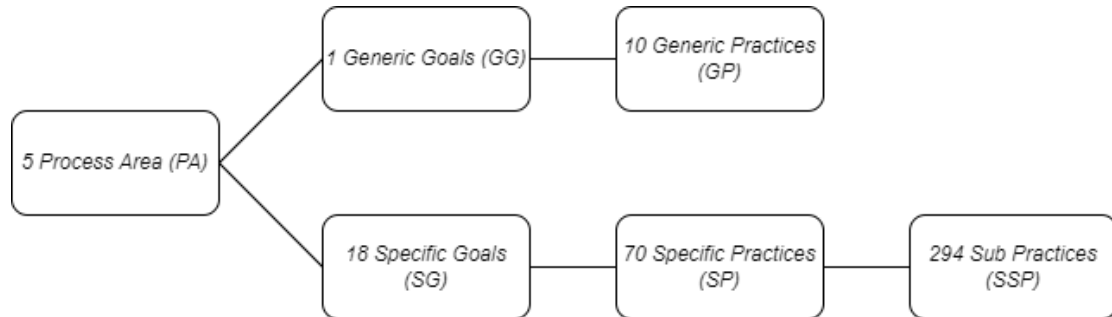 1 Generic Goals (GG)
10 Generic Practices
(GP)
5 Process Area (PA)
18 Specific Goals
(SG)
70 Specific Practices
(SP)
294 Sub Practices
(SSP)